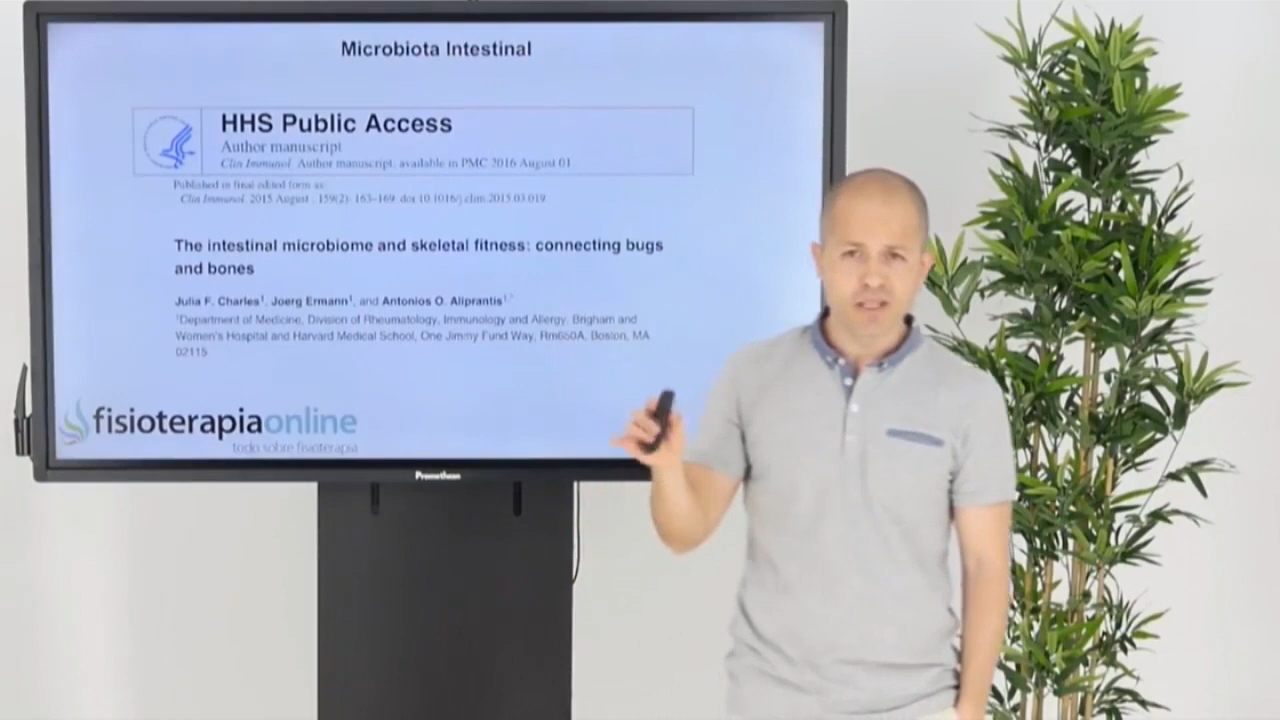 Microbiota Intestinal
HHS Public Access
Author manuscript
Clin Immunol. Author manuscript; available in PMC 2016 August 01
Published in final edited form as:
Clin Immunol. 2015 August ; 159(2): 163–169. doi:10.1016/j.clim.2015.03.019.
The intestinal microbiome and skeletal fitness: connecting bugs
and bones
Julia F. Charles¹, Joerg Ermann¹, and Antonios O. Aliprantis¹,*
¹Department of Medicine, Division of Rheumatology, Immunology and Allergy, Brigham and
Women's Hospital and Harvard Medical School, One Jimmy Fund Way, Rm650A, Boston, MA
02115
fisioterapiaonline
todo sobre fisioterapia
Promethean